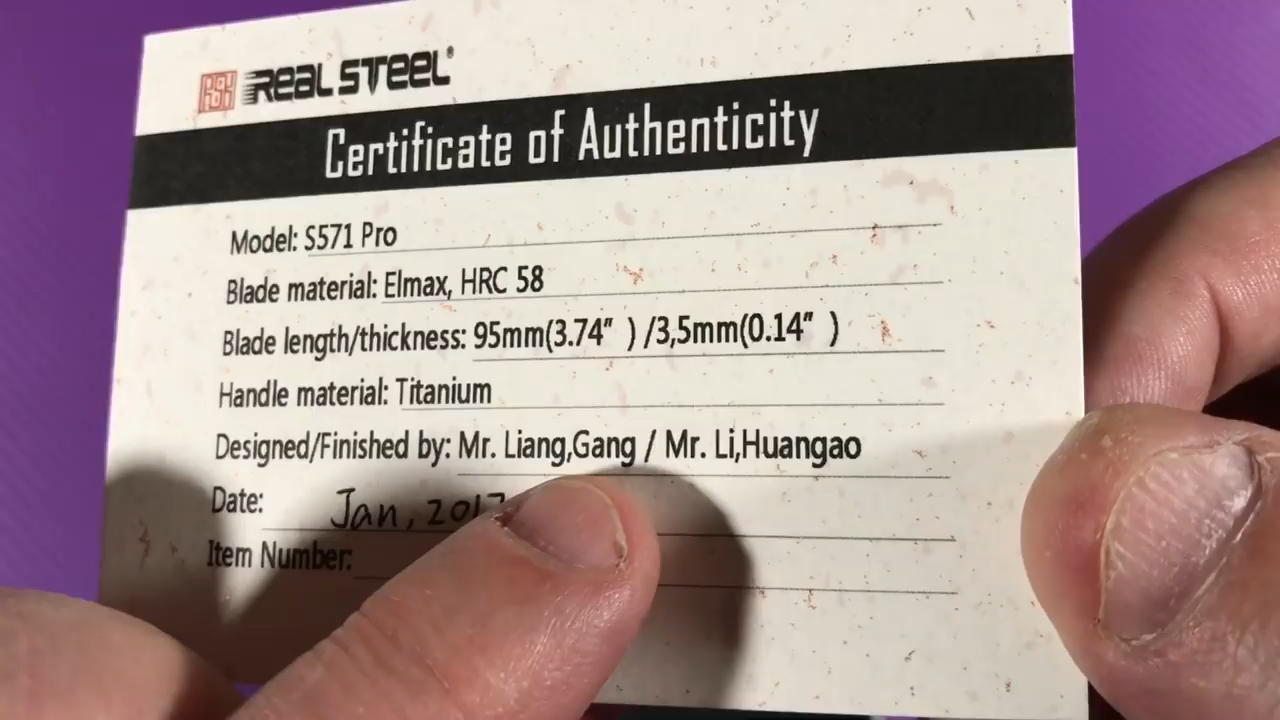 REAL STEEL®
Certificate of Authenticity
Model: S571 Pro
Blade material: Elmax, HRC 58
Blade length/thickness: 95mm(3.74" ) /3,5mm(0.14" )
Handle material: Titanium
Designed/Finished by: Mr. Liang,Gang / Mr. Li,Huangao
Date: Jan, 2017
Item Number: